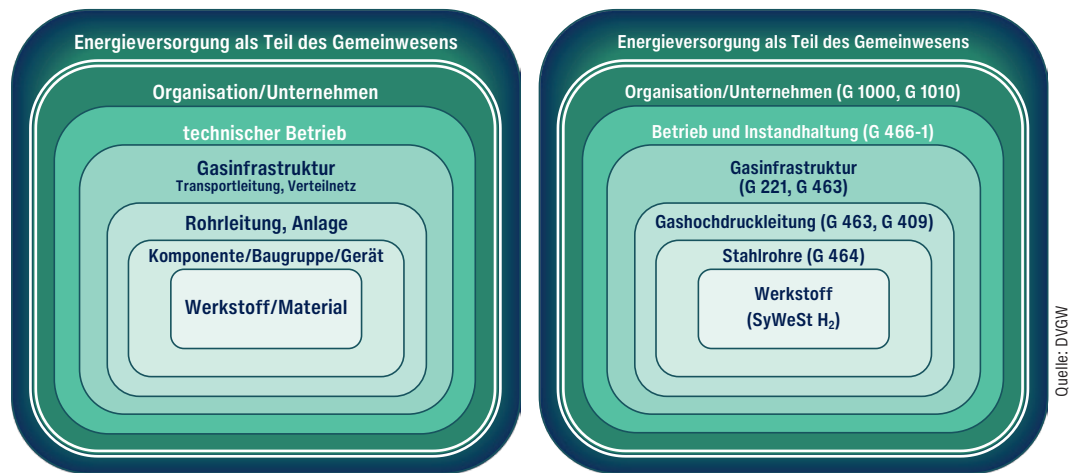 Energieversorgung als Teil des Gemeinwesens
Organisation/Unternehmen
technischer Betrieb
Gasinfrastruktur
Transportleitung, Verteilnetz
Rohrleitung, Anlage
Komponente/Baugruppe/Gerät
Werkstoff/Material
Energieversorgung als Teil des Gemeinwesens
Organisation/Unternehmen (G 1000, G 1010)
Betrieb und Instandhaltung (G 466-1)
Gasinfrastruktur
(G 221, G 463)
Gashochdruckleitung (G 463, G 409)
Stahlrohre (G 464)
Werkstoff
(SyWeSt H₂)
Quelle: DVGW